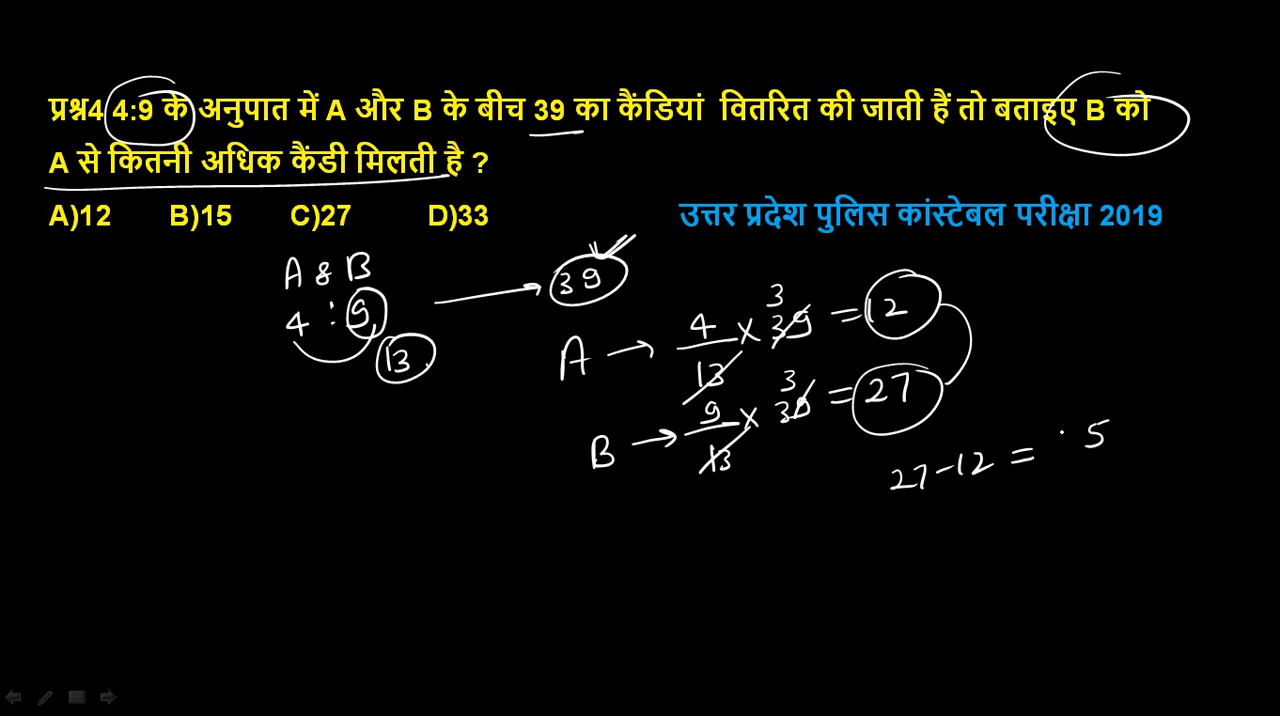 प्रश्न4 4:9 के अनुपात में A और B के बीच 39 का कैंडियां वितरित की जाती हैं तो बताइए B को
A से कितनी अधिक कैंडी मिलती है ?
A)12 B)15 C)27 D)33 उत्तर प्रदेश पुलिस कांस्टेबल परीक्षा 2019
A & B
4 : 9 → 39
13
A → 4/13 × 39 3 = 12
B → 9/13 × 39 3 = 27
27-12 = 5